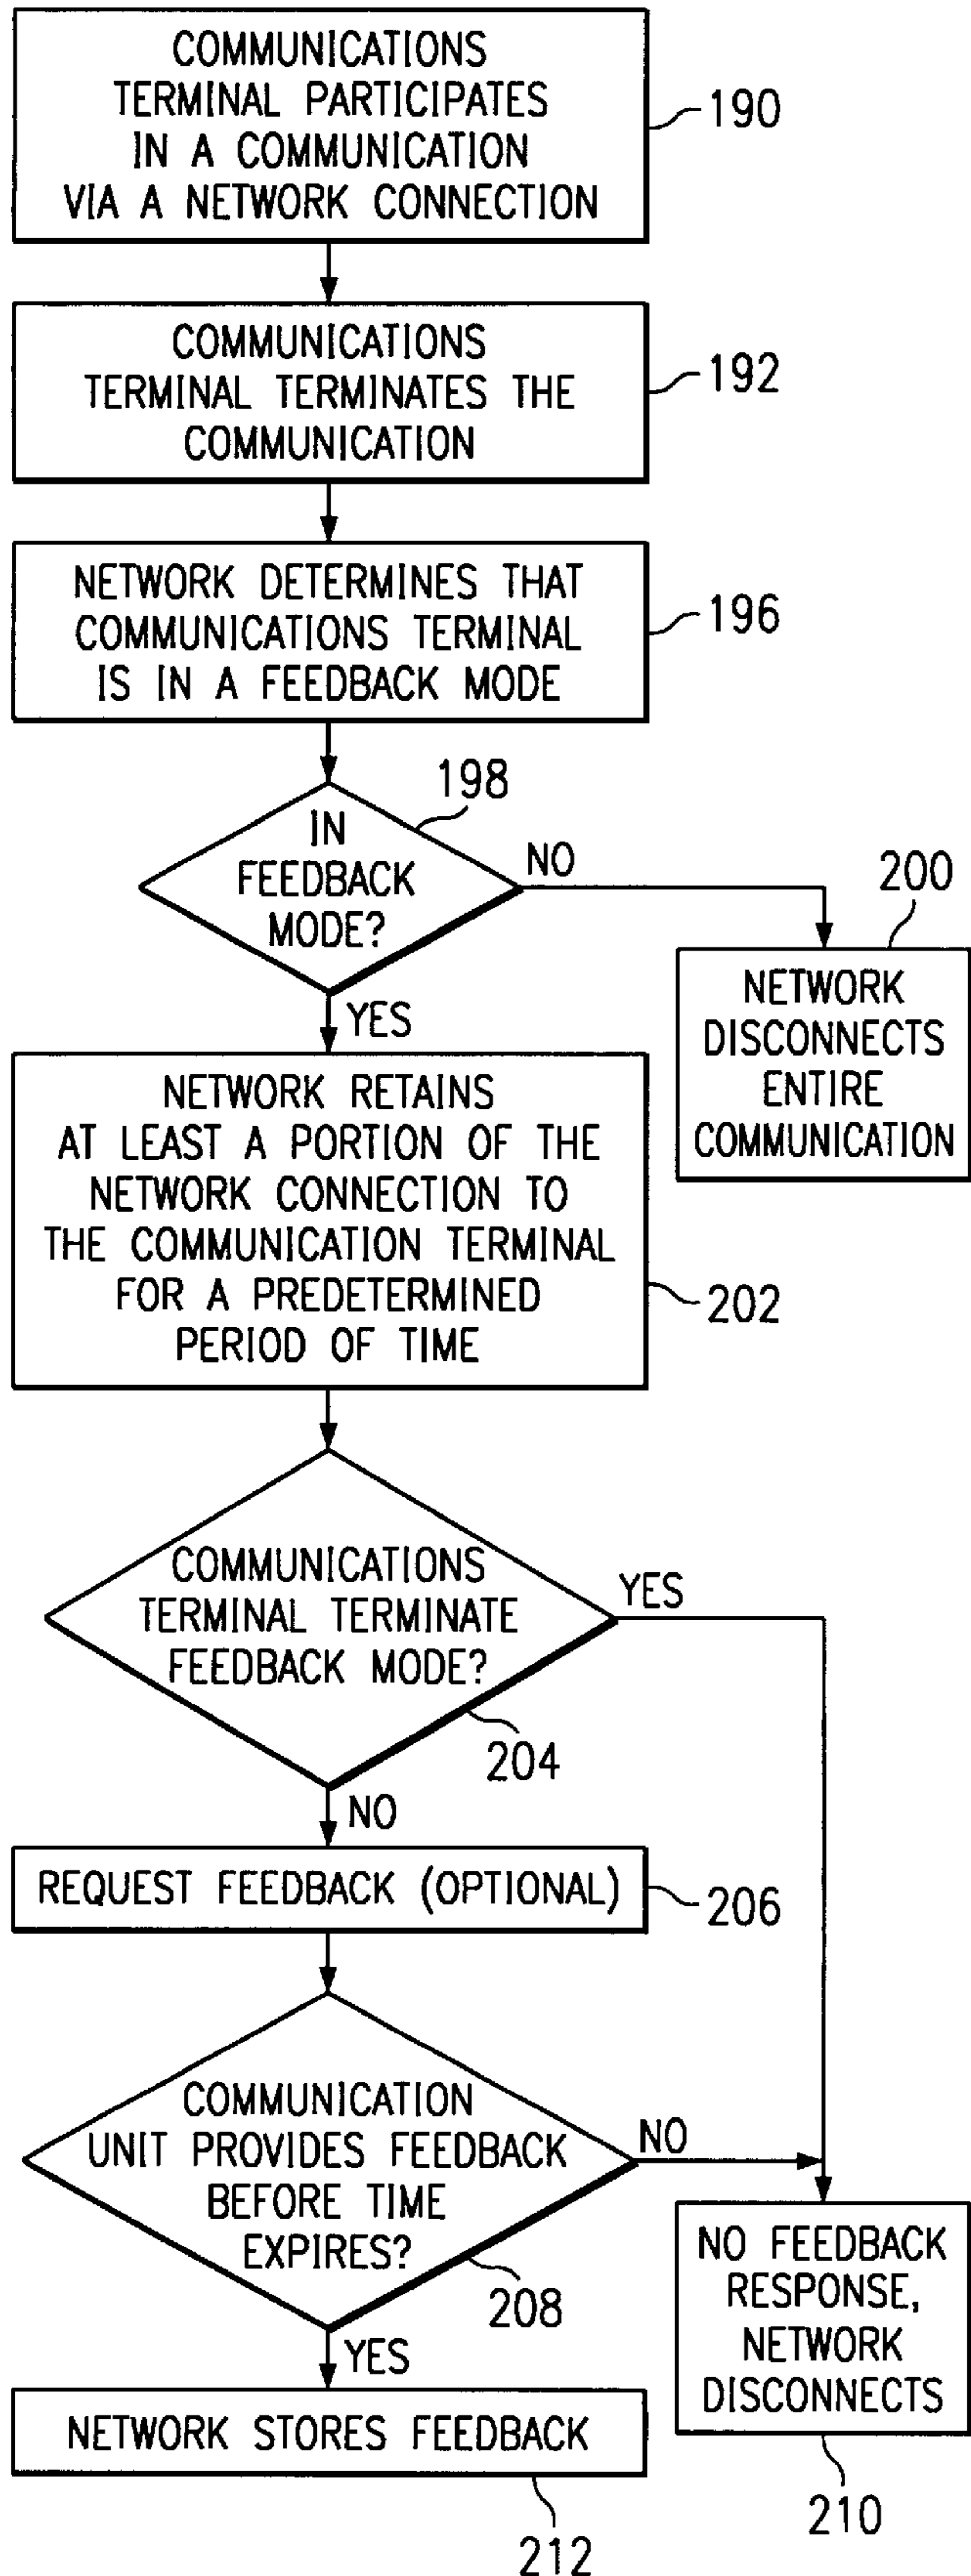 COMMUNICATIONS
TERMINAL PARTICIPATES
IN A COMMUNICATION
VIA A NETWORK CONNECTION
190
COMMUNICATIONS
TERMINAL TERMINATES THE
COMMUNICATION
192
NETWORK DETERMINES THAT
COMMUNICATIONS TERMINAL
IS IN A FEEDBACK MODE
196
198
IN
FEEDBACK
MODE?
NO
200
NETWORK
DISCONNECTS
ENTIRE
COMMUNICATION
YES
NETWORK RETAINS
AT LEAST A PORTION OF THE
NETWORK CONNECTION TO
THE COMMUNICATION TERMINAL
FOR A PREDETERMINED
PERIOD OF TIME
202
COMMUNICATIONS
TERMINAL TERMINATE
FEEDBACK MODE?
YES
204
NO
REQUEST FEEDBACK (OPTIONAL)
206
COMMUNICATION
UNIT PROVIDES FEEDBACK
BEFORE TIME
EXPIRES?
NO
208
NO FEEDBACK
RESPONSE,
NETWORK
DISCONNECTS
210
YES
NETWORK STORES FEEDBACK
212